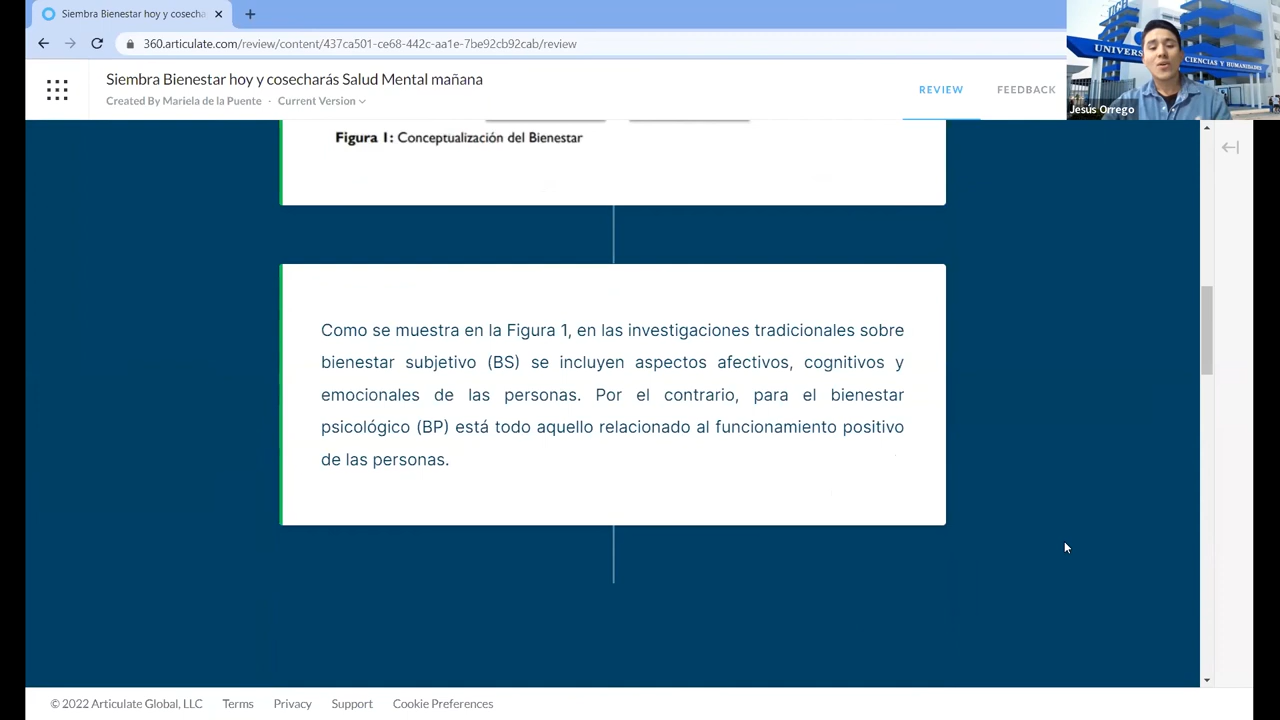 Siembra Bienestar hoy y cosecha
360.articulate.com/review/content/437ca501-ce68-442c-aa1e-7be92cb92cab/review
Siembra Bienestar hoy y cosecharás Salud Mental mañana
Created By Mariela de la Puente · Current Version
REVIEW
FEEDBACK
UCH
CIENCIAS Y HUMANIDADES
Jesús Orrego
Figura 1: Conceptualización del Bienestar
Como se muestra en la Figura 1, en las investigaciones tradicionales sobre
bienestar subjetivo (BS) se incluyen aspectos afectivos, cognitivos y
emocionales de las personas. Por el contrario, para el bienestar
psicológico (BP) está todo aquello relacionado al funcionamiento positivo
de las personas.
© 2022 Articulate Global, LLC
Terms
Privacy
Support
Cookie Preferences